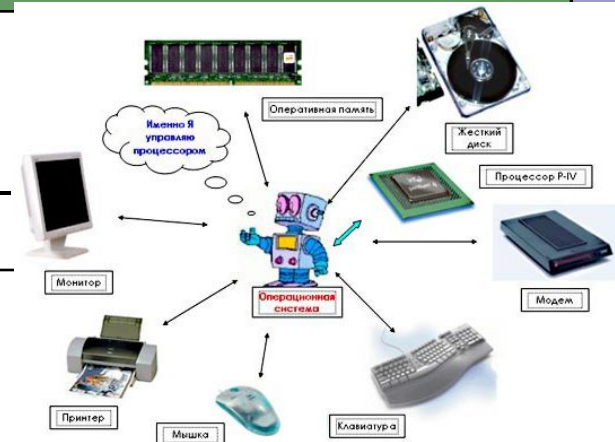 Оперативная память
Жесткий
диск
Именно Я
управляю
процессором
Процессор P-IV
Монитор
Операционная
система
Модем
Принтер
Мышка
Клавиатура